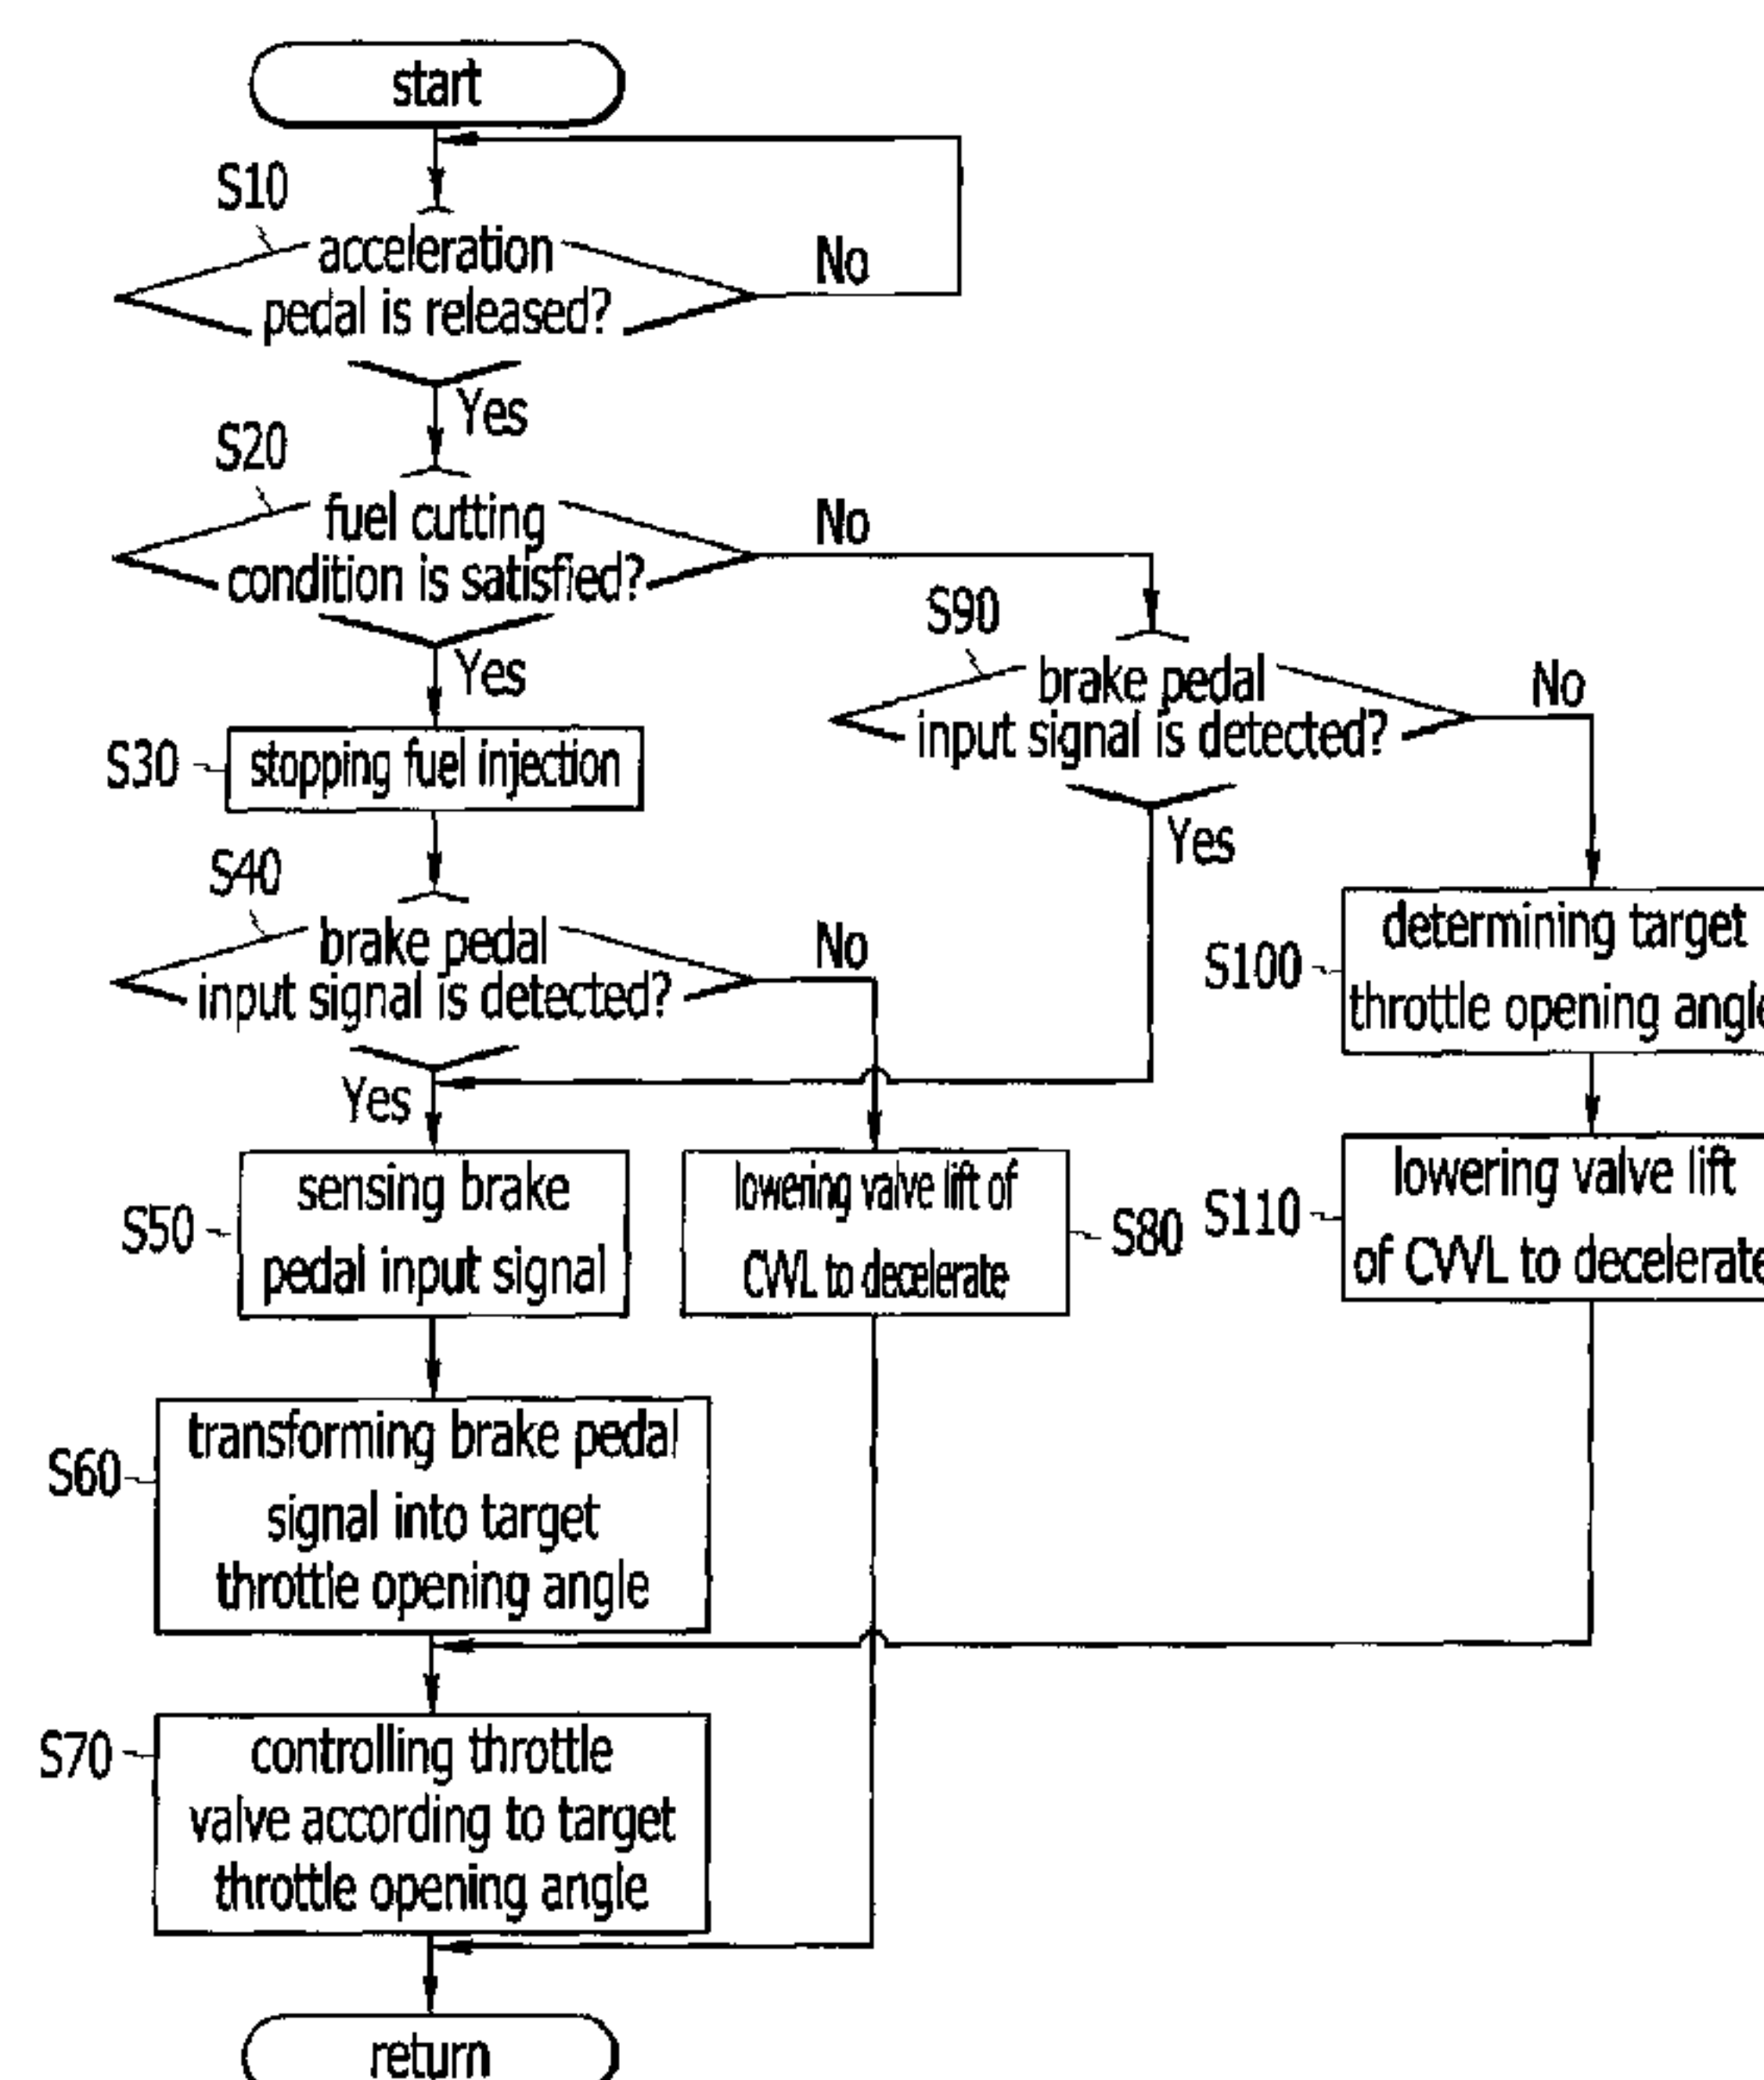 start
S10
acceleration
pedal is released?
No
Yes
S20
fuel cutting
condition is satisfied?
No
Yes
S90
brake pedal
input signal is detected?
No
Yes
S30
stopping fuel injection
S40
brake pedal
input signal is detected?
No
Yes
S100
determining target
throttle opening angle
S50
sensing brake
pedal input signal
lowering valve lift of
CVVL to decelerate
S80
S110
lowering valve lift
of CVVL to decelerate
S60
transforming brake pedal
signal into target
throttle opening angle
S70
controlling throttle
valve according to target
throttle opening angle
return